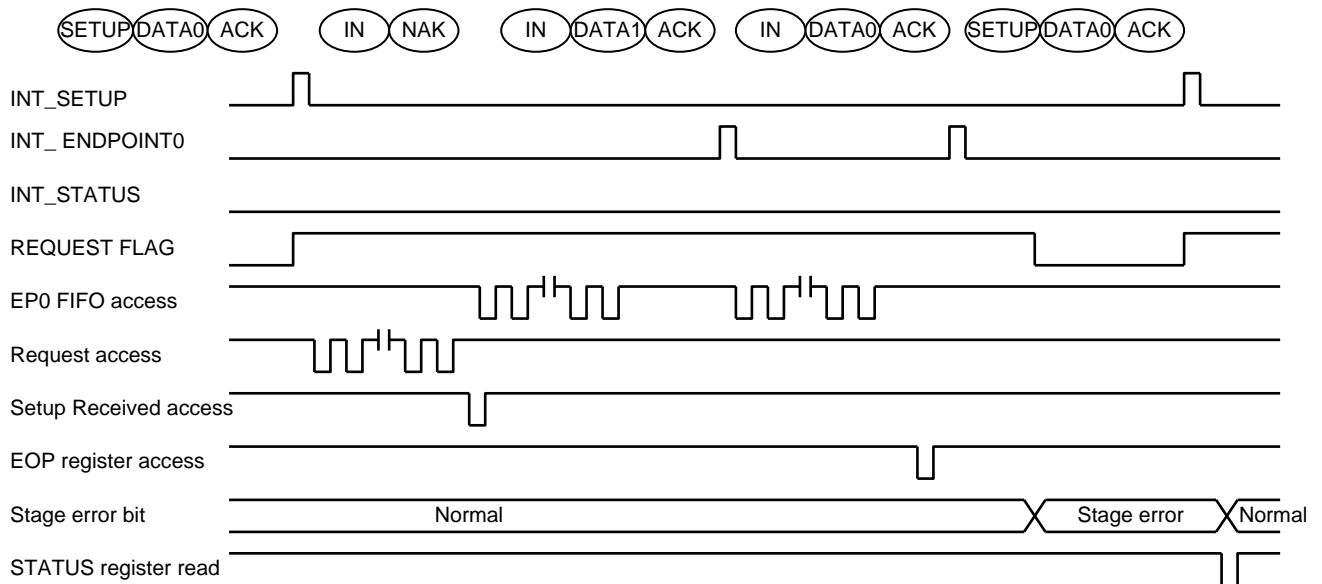 SETUP DATA0 ACK IN NAK IN DATA1 ACK IN DATA0 ACK SETUP DATA0 ACK
INT_SETUP
INT_ ENDPOINT0
INT_STATUS
REQUEST FLAG
EP0 FIFO access
Request access
Setup Received access
EOP register access
Stage error bit Normal Stage error Normal
STATUS register read